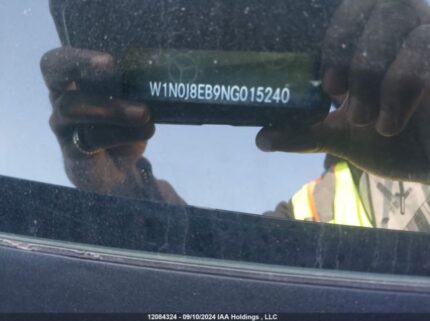 W1N0J8EB9NG015240
12084324 - 09/10/2024 IAA Holdings , LLC